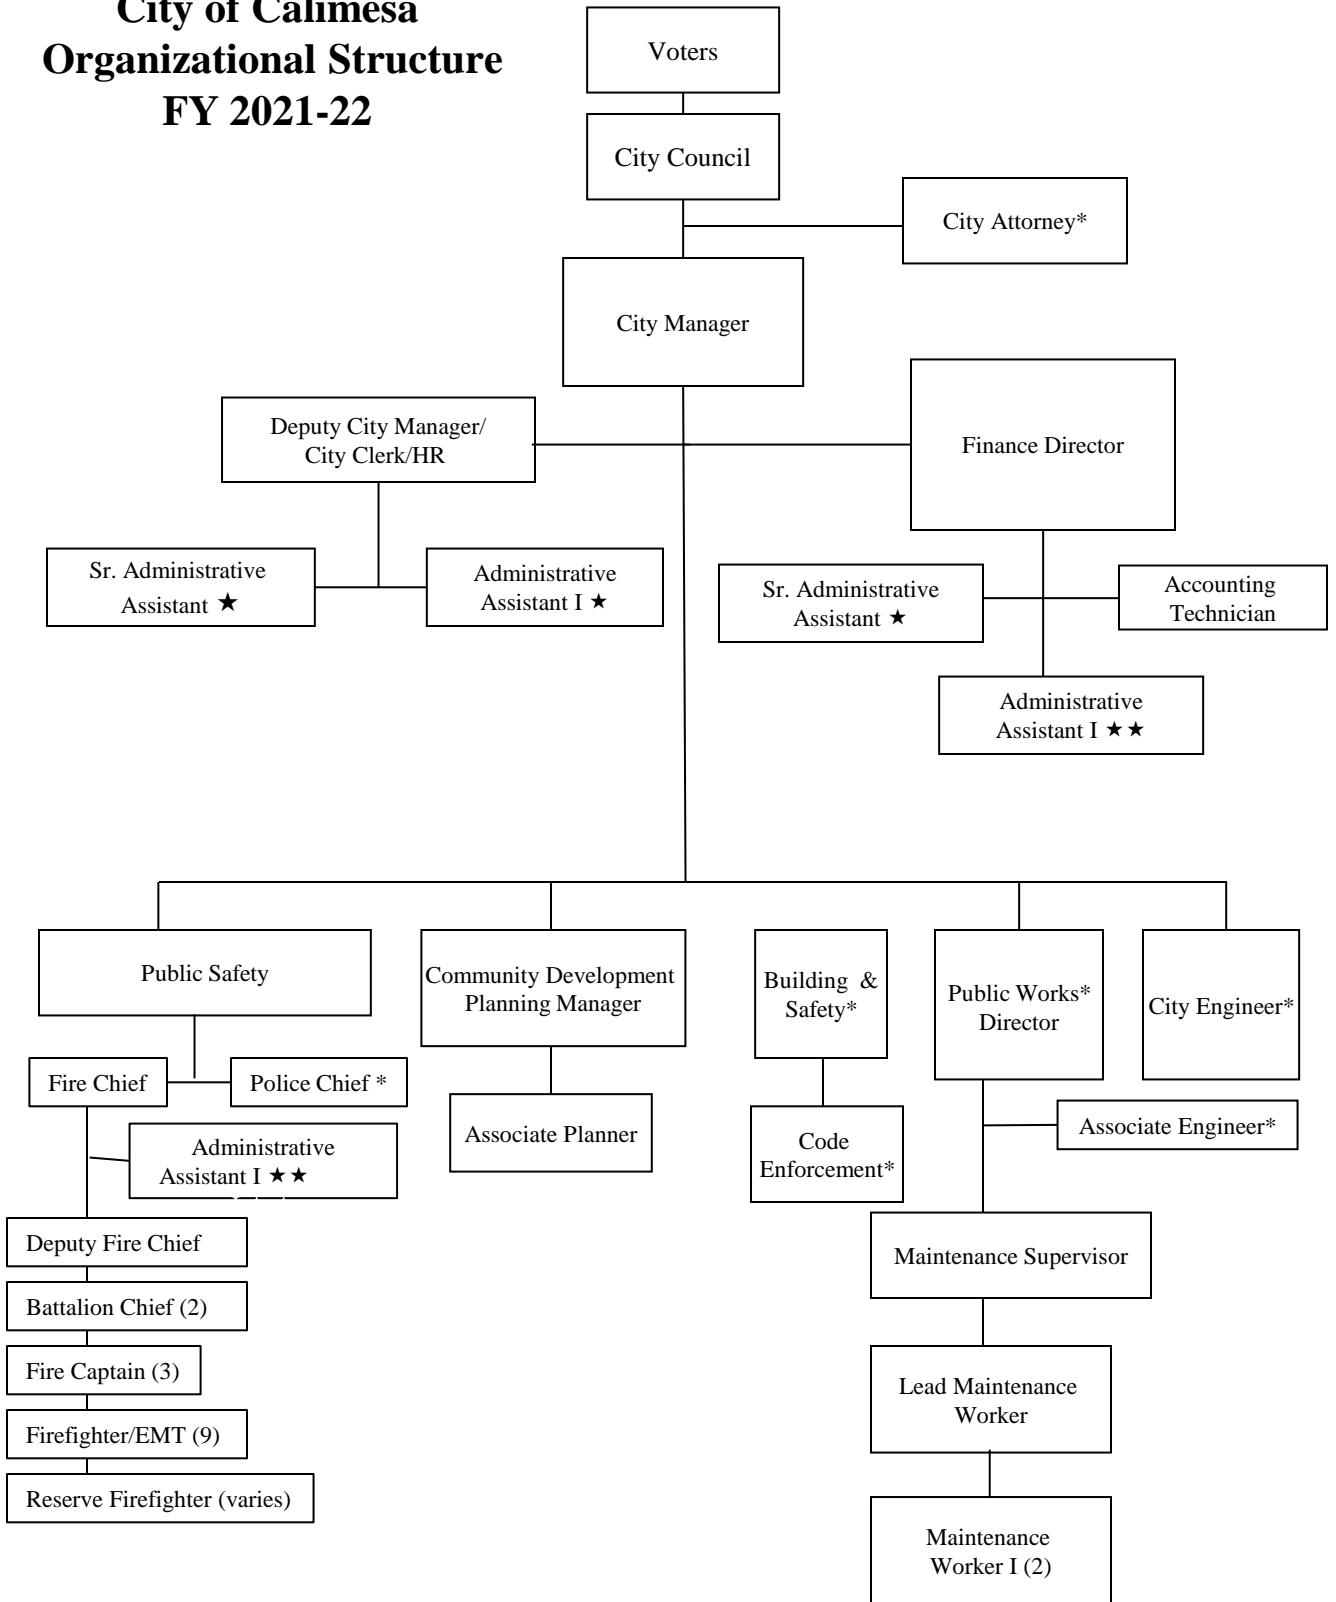 City of Calimesa
Organizational Structure
FY 2021-22
Voters
City Council
City Attorney*
City Manager
Deputy City Manager/
City Clerk/HR
Finance Director
Sr. Administrative
Assistant ★
Administrative
Assistant I ★
Sr. Administrative
Assistant ★
Accounting
Technician
Administrative
Assistant I ★★
Public Safety
Community Development
Planning Manager
Building & 
Safety*
Public Works*
Director
City Engineer*
Fire Chief
Police Chief *
Administrative
Assistant I ★★
Associate Planner
Code
Enforcement*
Associate Engineer*
Deputy Fire Chief
Battalion Chief (2)
Fire Captain (3)
Firefighter/EMT (9)
Reserve Firefighter (varies)
Maintenance Supervisor
Lead Maintenance
Worker
Maintenance
Worker I (2)